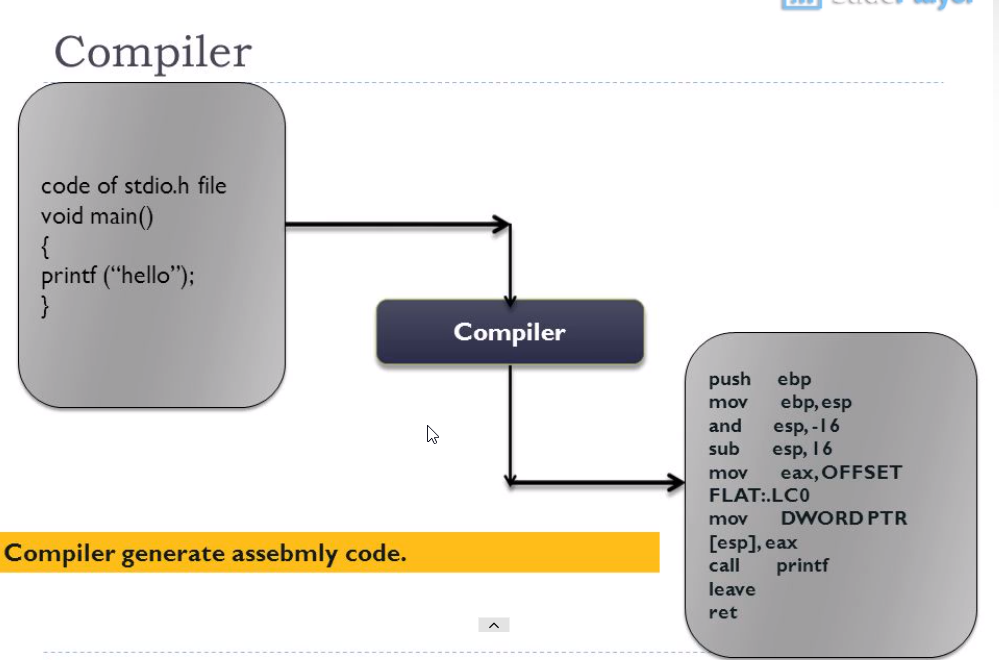 Compiler
code of stdio.h file
void main()
{
printf (“hello”);
}
Compiler
push ebp
mov ebp,esp
and esp,-16
sub esp,16
mov eax,OFFSET
FLAT:.LC0
mov DWORD PTR
[esp],eax
call printf
leave
ret
Compiler generate assebmly code.